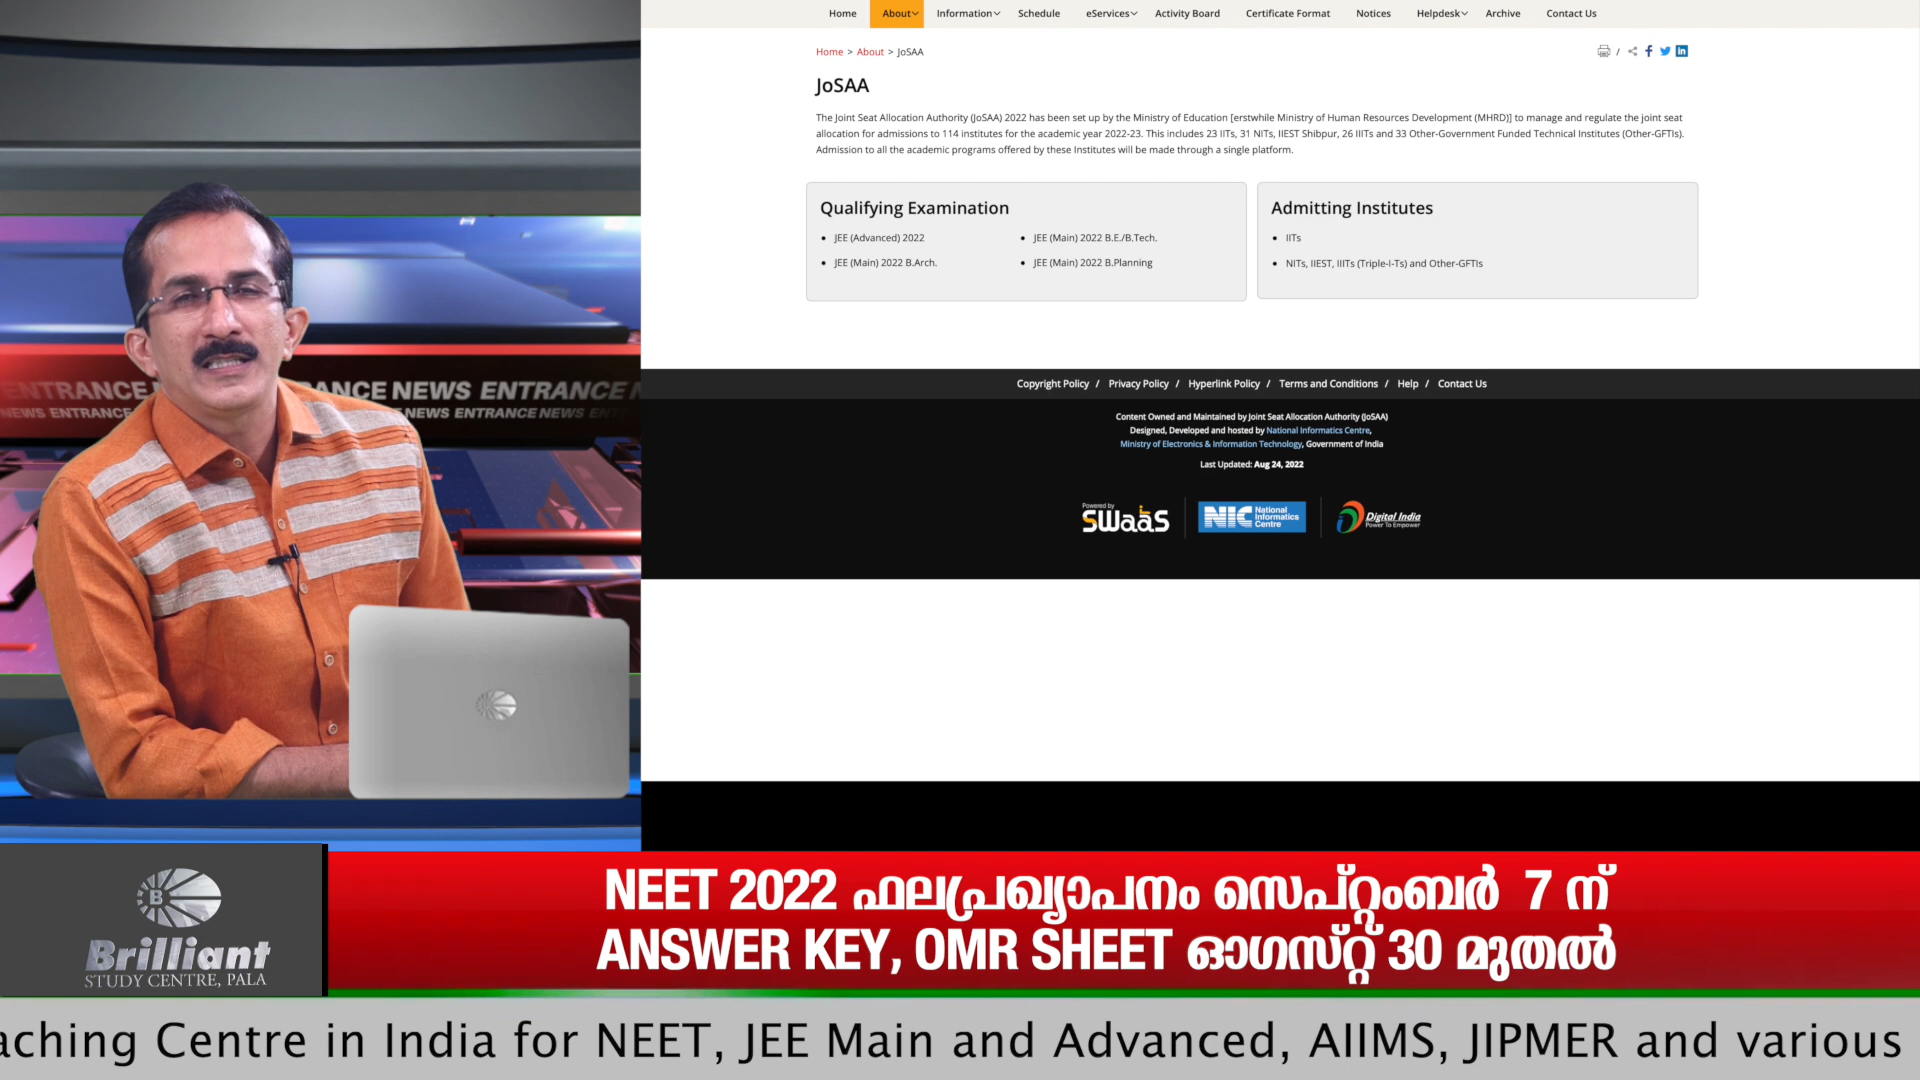 Home About Information Schedule eServices Activity Board Certificate Format Notices Helpdesk Archive Contact Us
Home > About > JoSAA
/
JoSAA
The Joint Seat Allocation Authority (JoSAA) 2022 has been set up by the Ministry of Education [erstwhile Ministry of Human Resources Development (MHRD)] to manage and regulate the joint seat
allocation for admissions to 114 institutes for the academic year 2022-23. This includes 23 IITs, 31 NITs, IIEST Shibpur, 26 IIITs and 33 Other-Government Funded Technical Institutes (Other-GFTIs).
Admission to all the academic programs offered by these Institutes will be made through a single platform.
Qualifying Examination
JEE (Advanced) 2022
JEE (Main) 2022 B.E./B.Tech.
JEE (Main) 2022 B.Arch.
JEE (Main) 2022 B.Planning
Admitting Institutes
IITs
NITs, IIEST, IIITs (Triple-I-Ts) and Other-GFTIs
Copyright Policy / Privacy Policy / Hyperlink Policy / Terms and Conditions / Help / Contact Us
Content Owned and Maintained by Joint Seat Allocation Authority (JoSAA)
Designed, Developed and hosted by National Informatics Centre,
Ministry of Electronics & Information Technology, Government of India
Last Updated: Aug 24, 2022
Powered by
SWaaS
NIC National
Informatics
Centre
Digital India
Power To Empower
ENTRANCE ANCE NEWS ENTRANCE N
NEWS ENTRANCE NEWS ENTRANCE NEWS ENT
B
Brilliant
STUDY CENTRE, PALA
NEET 2022 ഫലപ്രഖ്യാപനം സെപ്റ്റംബർ 7 ന്
ANSWER KEY, OMR SHEET ഓഗസ്റ്റ് 30 മുതൽ
aching Centre in India for NEET, JEE Main and Advanced, AIIMS, JIPMER and various